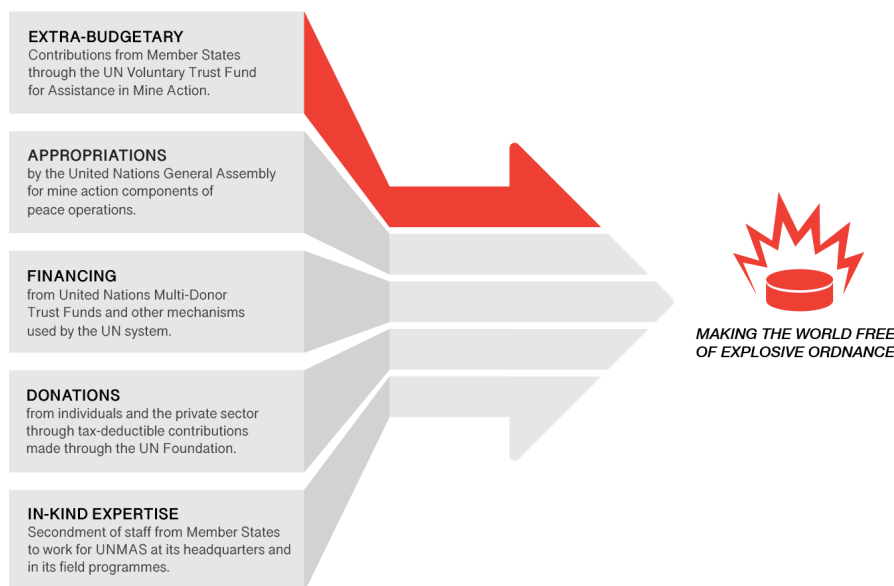 EXTRA-BUDGETARY
Contributions from Member States
through the UN Voluntary Trust Fund
for Assistance in Mine Action.
APPROPRIATIONS
by the United Nations General Assembly
for mine action components of
peace operations.
FINANCING
from United Nations Multi-Donor
Trust Funds and other mechanisms
used by the UN system.
DONATIONS
from individuals and the private sector
through tax-deductible contributions
made through the UN Foundation.
IN-KIND EXPERTISE
Secondment of staff from Member States
to work for UNMAS at its headquarters and
in its field programmes.
MAKING THE WORLD FREE
OF EXPLOSIVE ORDNANCE